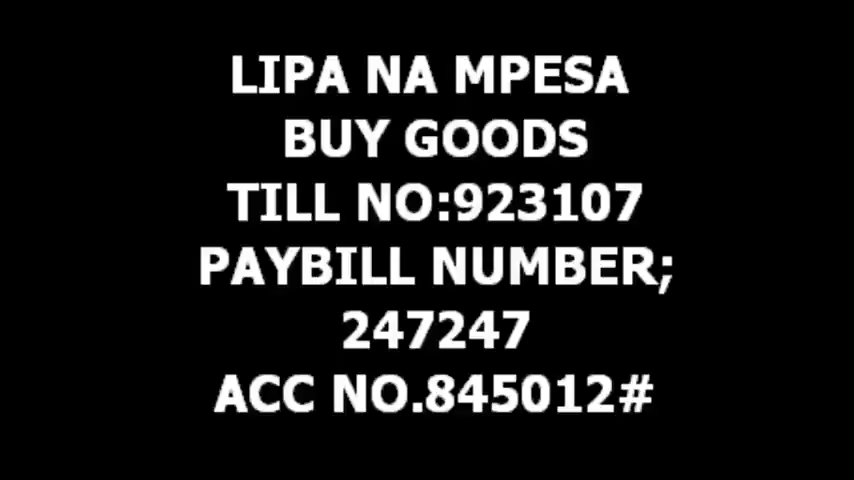 LIPA NA MPESA
BUY GOODS
TILL NO:923107
PAYBILL NUMBER;
247247
ACC NO.845012#